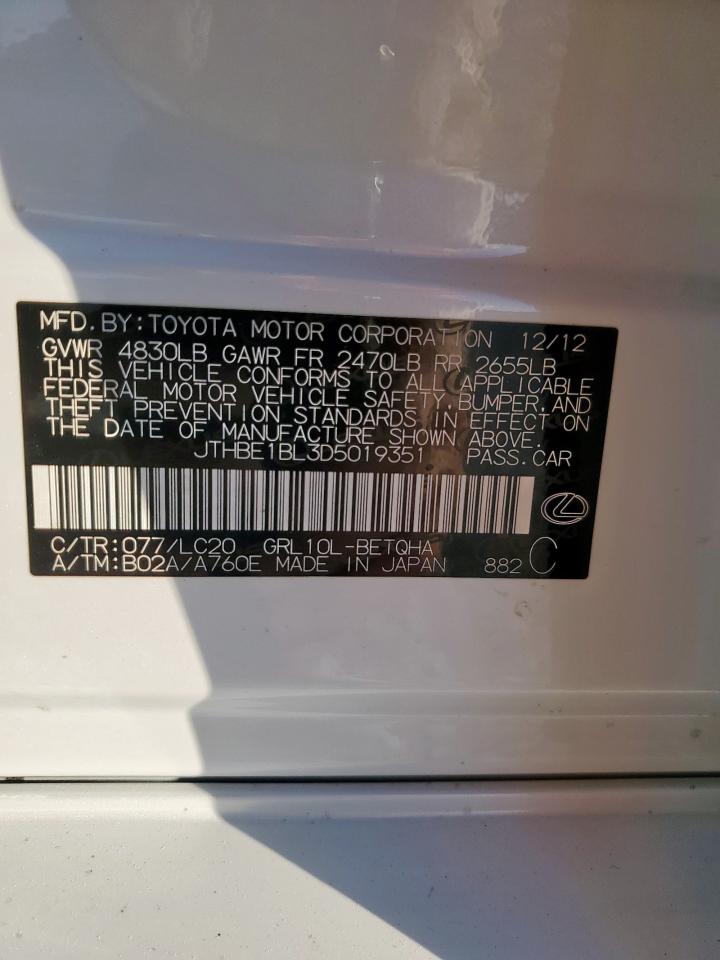 MFD. BY: TOYOTA MOTOR CORPORATION 12/12
GVWR 4830LB GAWR FR 2470LB RR 2655LB
THIS VEHICLE CONFORMS TO ALL APPLICABLE
FEDERAL MOTOR VEHICLE SAFETY, BUMPER, AND
THEFT PREVENTION STANDARDS IN EFFECT ON
THE DATE OF MANUFACTURE SHOWN ABOVE.
JTHBE1BL3D5019351 PASS. CAR
C/TR: 077/LC20 GRL10L-BETQHA
A/TM: B02A/A760E MADE IN JAPAN 882 C